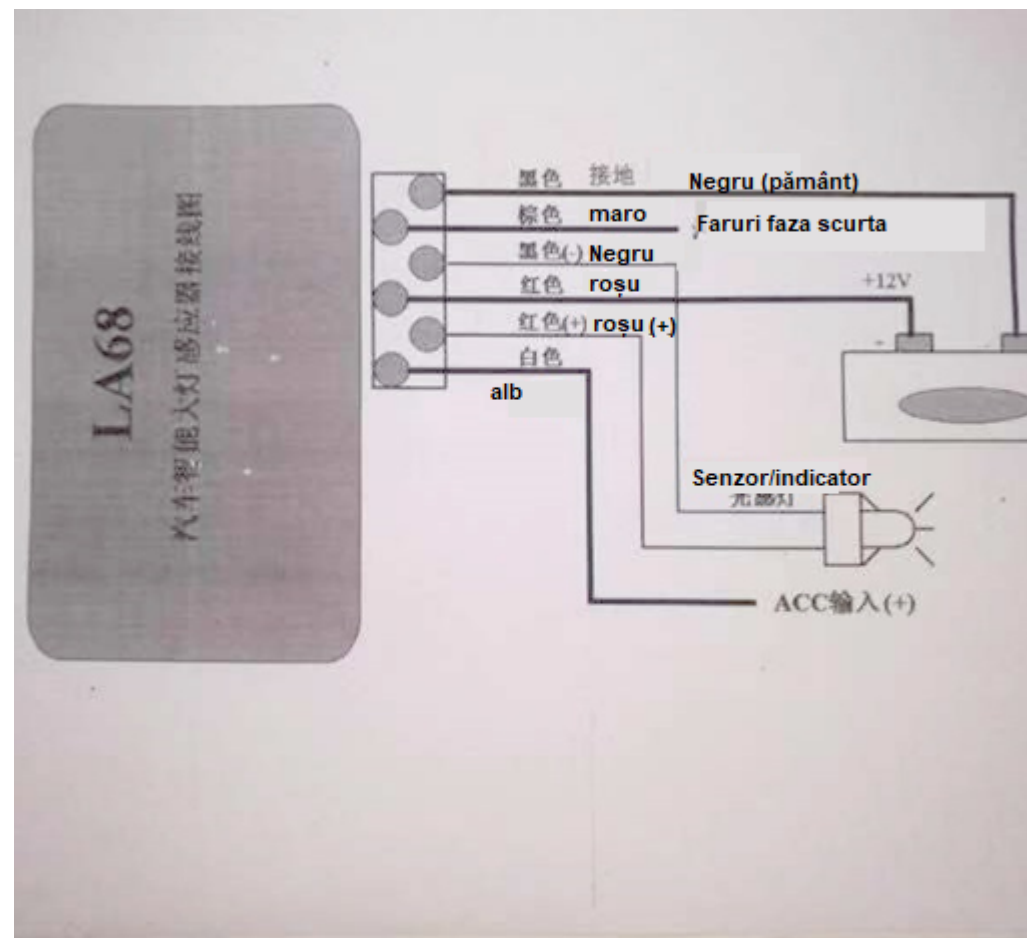 LA68
汽车智能大灯感应器接线图
黑色 接地 Negru (pământ)
棕色 maro Faruri faza scurta
黑色(-) Negru
红色 roșu +12V
红色(+) roșu (+)
白色
alb
-
Senzor/indicator
光感灯
ACC输入(+)